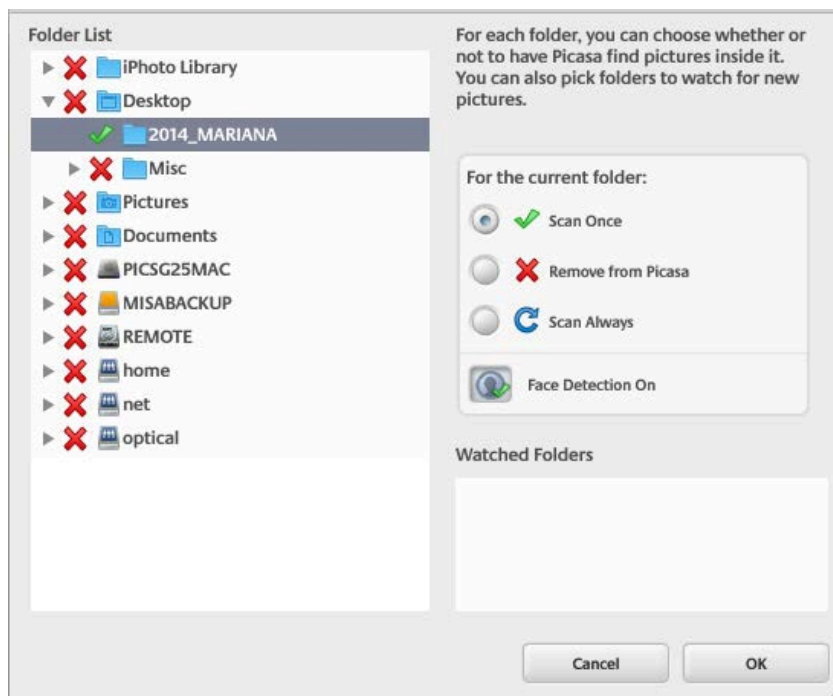 Folder List
iPhoto Library
Desktop
2014_MARIANA
Misc
Pictures
Documents
PICSG25MAC
MISABACKUP
REMOTE
home
net
optical
For each folder, you can choose whether or
not to have Picasa find pictures inside it.
You can also pick folders to watch for new
pictures.
For the current folder:
Scan Once
Remove from Picasa
Scan Always
Face Detection On
Watched Folders
Cancel
OK